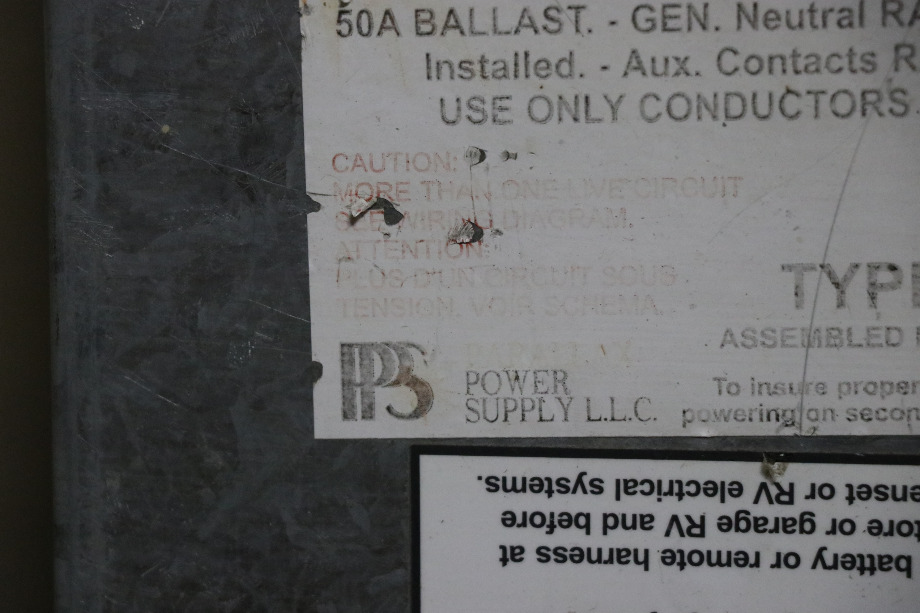 50A BALLAST. - GEN. Neutral RA
Installed. - Aux. Contacts R
USE ONLY CONDUCTORS
CAUTION:
MORE THAN ONE LIVE CIRCUIT
SEE WIRING DIAGRAM.
ATTENTION:
PLUS D'UN CIRCUIT SOUS
TENSION. VOIR SCHEMA.
TYPE
ASSEMBLED
PPS
POWER
SUPPLY L.L.C.
To insure proper
powering on secon
battery or remote harness at
tore or garage RV and before
enset or RV electrical systems.